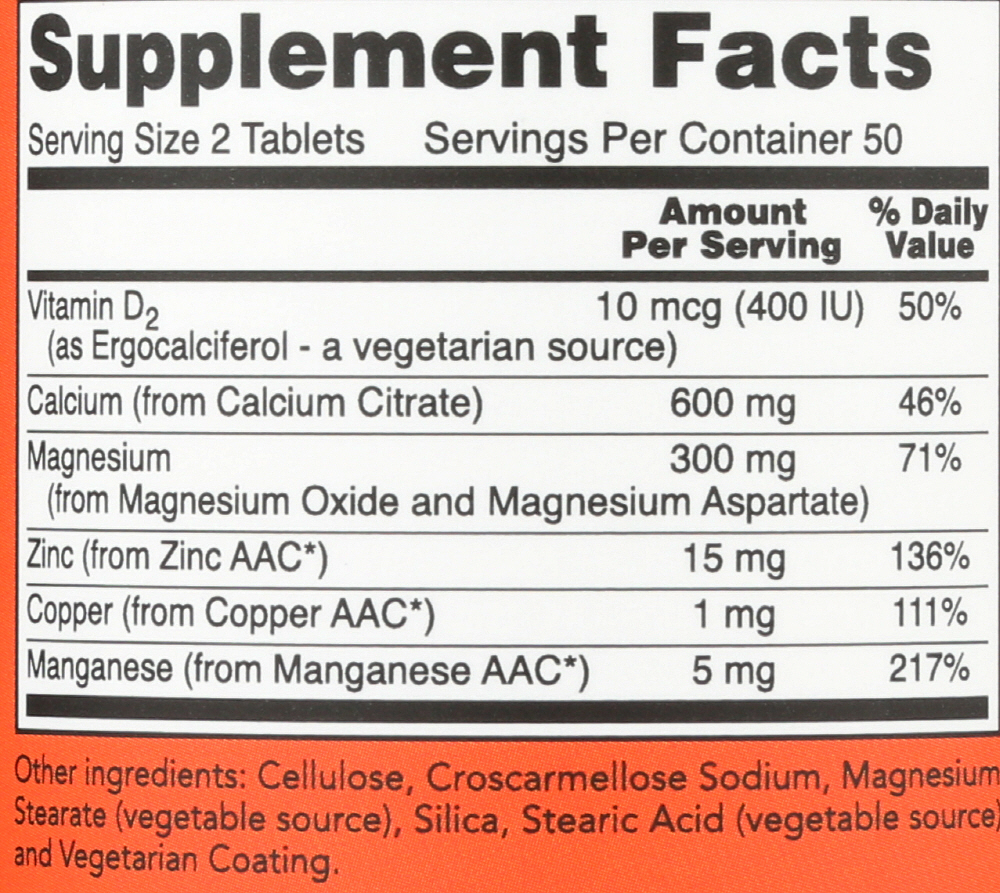 Supplement Facts
Serving Size 2 Tablets Servings Per Container 50
Amount Per Serving % Daily Value
Vitamin D₂ 10 mcg (400 IU) 50%
(as Ergocalciferol - a vegetarian source)
Calcium (from Calcium Citrate) 600 mg 46%
Magnesium 300 mg 71%
(from Magnesium Oxide and Magnesium Aspartate)
Zinc (from Zinc AAC*) 15 mg 136%
Copper (from Copper AAC*) 1 mg 111%
Manganese (from Manganese AAC*) 5 mg 217%
Other ingredients: Cellulose, Croscarmellose Sodium, Magnesium
Stearate (vegetable source), Silica, Stearic Acid (vegetable source)
and Vegetarian Coating.